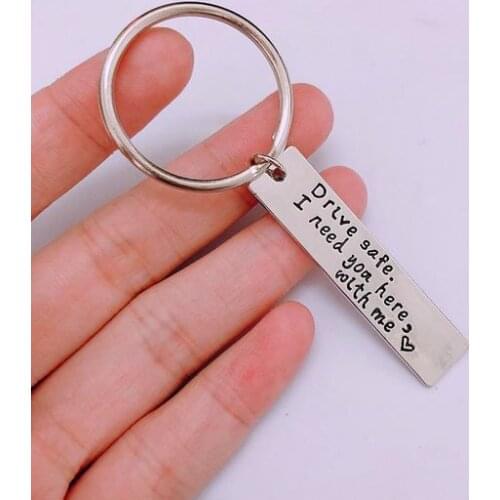 Drive safe.
I need you here,
with me ♡